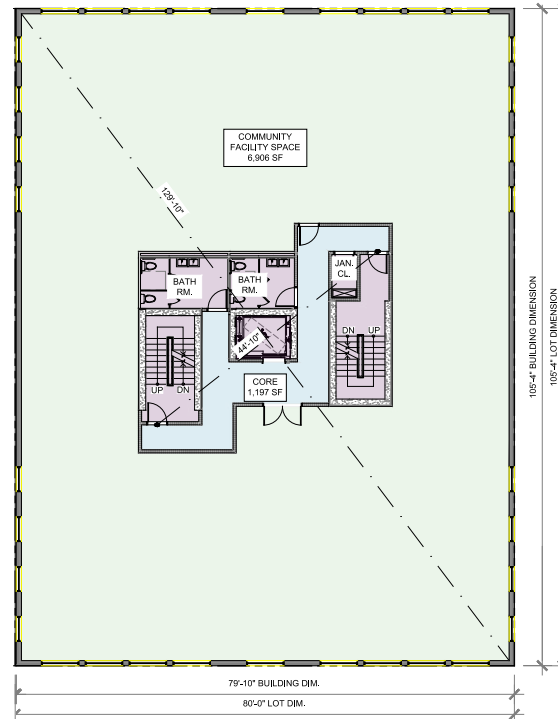 COMMUNITY
FACILITY SPACE
6,906 SF
129'-10"
JAN.
CL.
BATH
RM.
BATH
RM.
DN UP
44'-10"
UP DN
CORE
1,197 SF
105'-4" BUILDING DIMENSION
105'-4" LOT DIMENSION
79'-10" BUILDING DIM.
80'-0" LOT DIM.